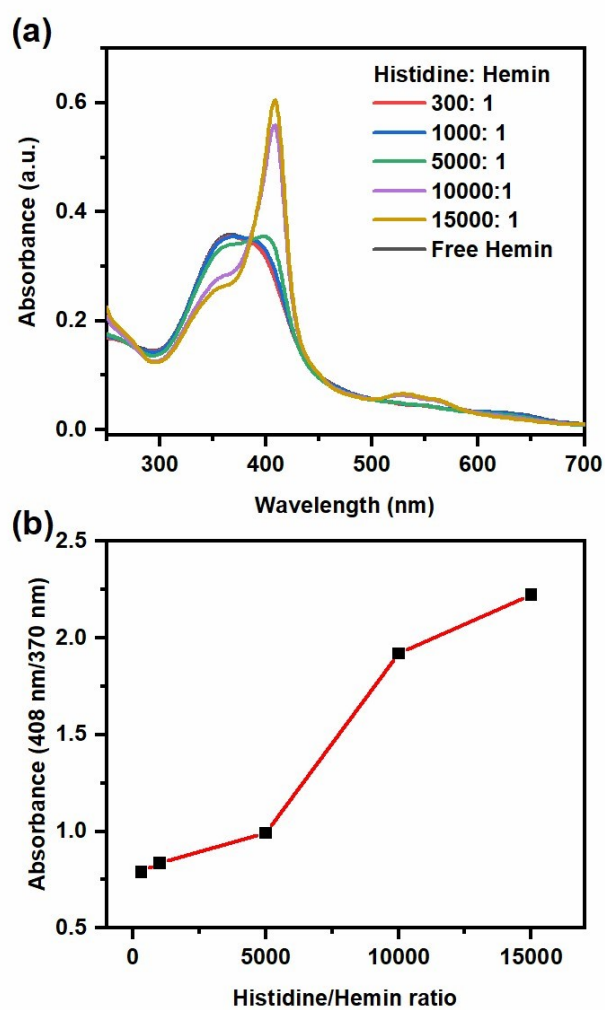 (a)
Histidine: Hemin
300: 1
1000: 1
5000: 1
10000:1
15000: 1
Free Hemin
Absorbance (a.u.)
0.6
0.4
0.2
0.0
300 400 500 600 700
Wavelength (nm)
(b)
Absorbance (408 nm/370 nm)
2.5
2.0
1.5
1.0
0.5
0 5000 10000 15000
Histidine/Hemin ratio